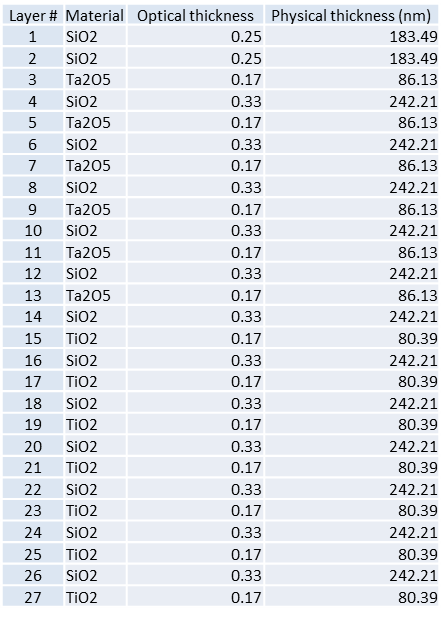 Layer # Material Optical thickness Physical thickness (nm)
1 SiO2 0.25 183.49
2 SiO2 0.25 183.49
3 Ta2O5 0.17 86.13
4 SiO2 0.33 242.21
5 Ta2O5 0.17 86.13
6 SiO2 0.33 242.21
7 Ta2O5 0.17 86.13
8 SiO2 0.33 242.21
9 Ta2O5 0.17 86.13
10 SiO2 0.33 242.21
11 Ta2O5 0.17 86.13
12 SiO2 0.33 242.21
13 Ta2O5 0.17 86.13
14 SiO2 0.33 242.21
15 TiO2 0.17 80.39
16 SiO2 0.33 242.21
17 TiO2 0.17 80.39
18 SiO2 0.33 242.21
19 TiO2 0.17 80.39
20 SiO2 0.33 242.21
21 TiO2 0.17 80.39
22 SiO2 0.33 242.21
23 TiO2 0.17 80.39
24 SiO2 0.33 242.21
25 TiO2 0.17 80.39
26 SiO2 0.33 242.21
27 TiO2 0.17 80.39